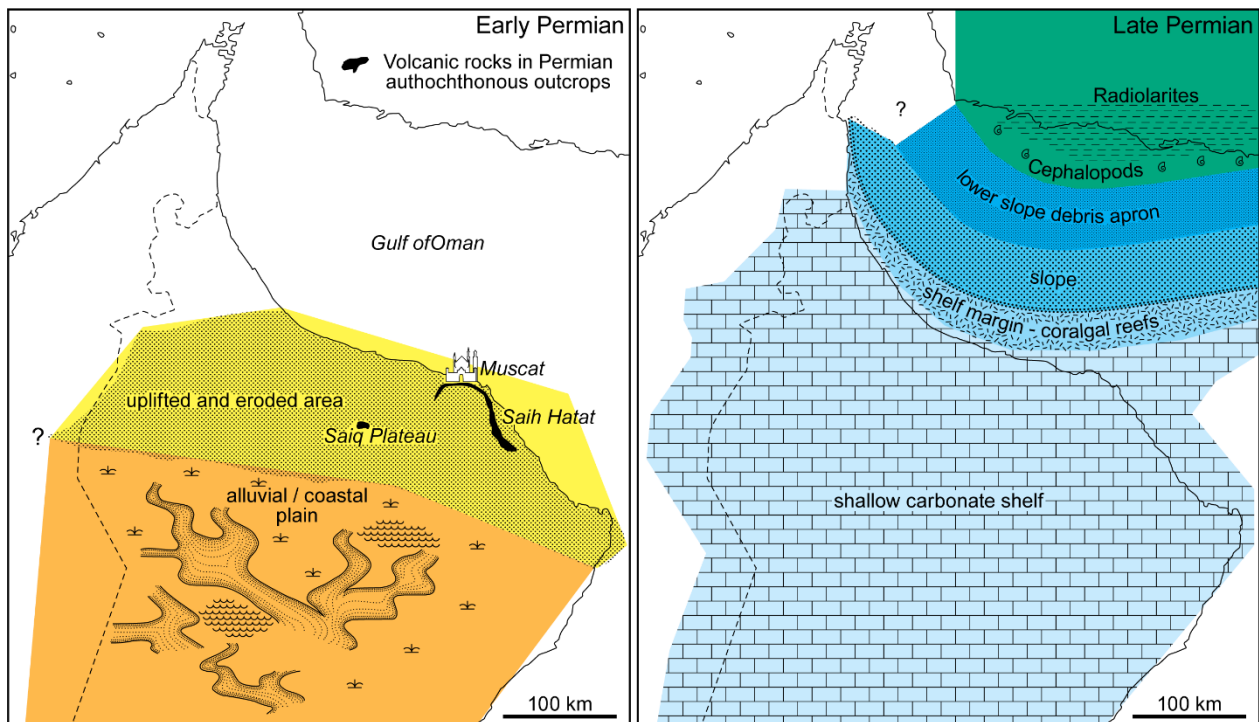 Early Permian
Volcanic rocks in Permian
authochthonous outcrops
Gulf ofOman
Muscat
Saih Hatat
uplifted and eroded area
Saiq Plateau
?
alluvial / coastal
plain
100 km
Late Permian
Radiolarites
?
Cephalopods
lower slope debris apron
slope
shelf margin - coralgal reefs
shallow carbonate shelf
100 km